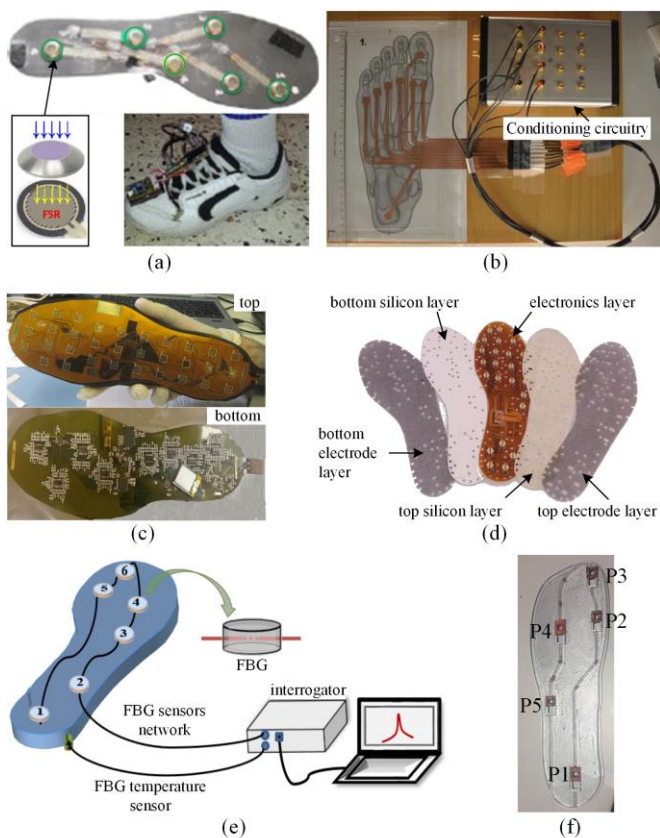 FSR
(a)
1.
Conditioning circuitry
(b)
top
bottom
(c)
bottom silicon layer
electronics layer
bottom
electrode
layer
top silicon layer
top electrode layer
(d)
6
5
4
3
2
1
FBG
interrogator
FBG sensors
network
FBG temperature
sensor
(e)
P3
P2
P4
P5
P1
(f)